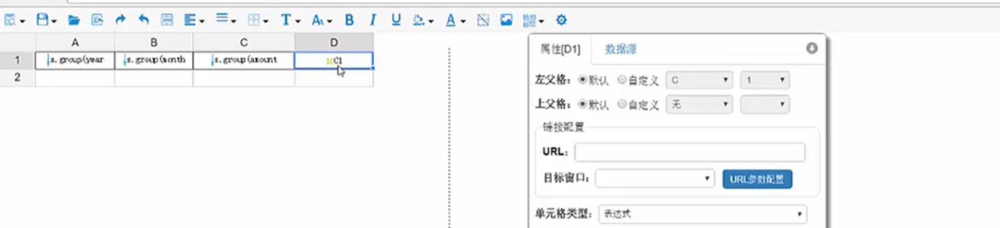 A B C D
1 s.group(year s.group(month s.group(amount C1
2
属性[D1] 数据源
左父格： 默认 自定义 C 1
上父格： 默认 自定义 无
链接配置
URL：
目标窗口： URL参数配置
单元格类型： 表达式